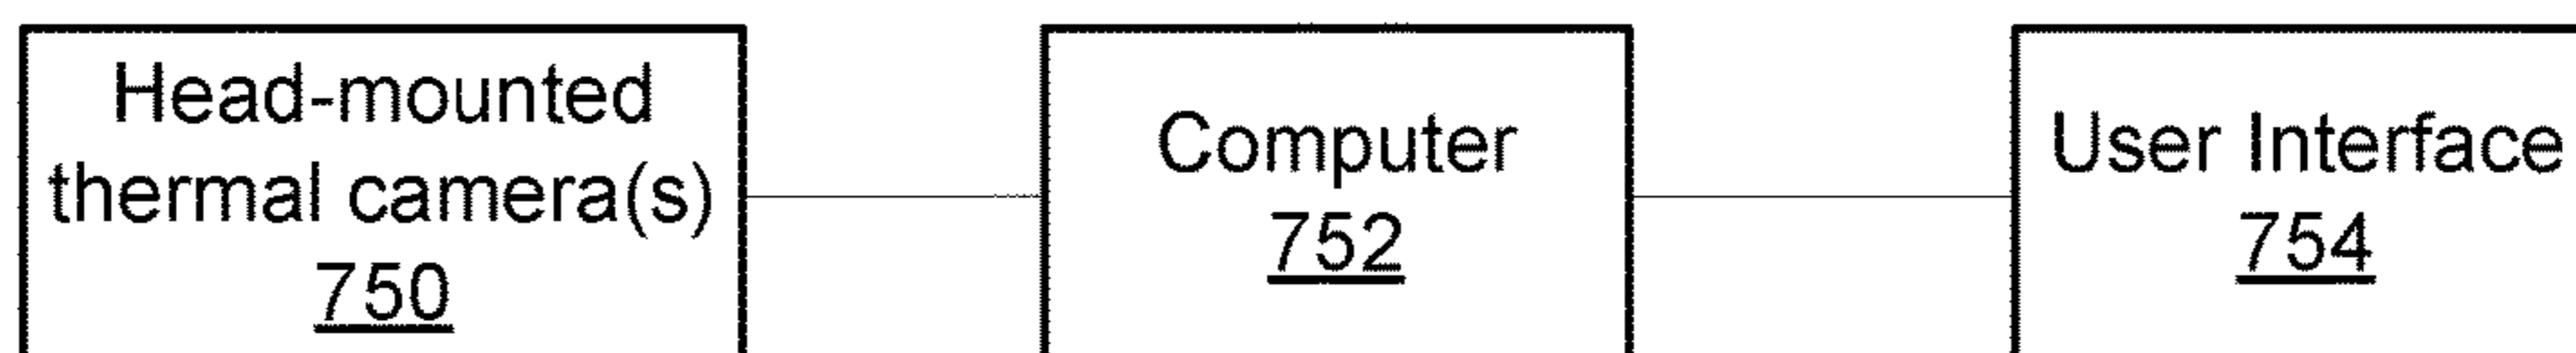 Head-mounted
thermal camera(s)
750
Computer
752
User Interface
754